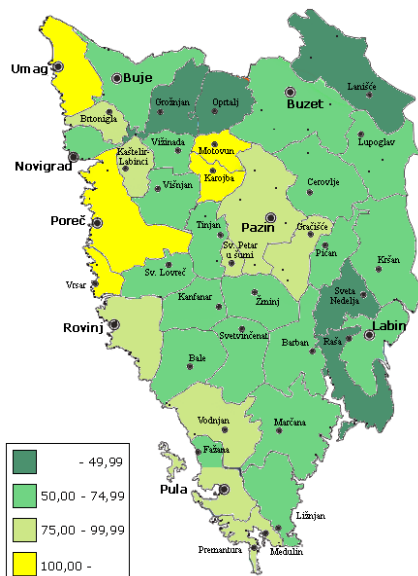 Umag
Buje
Lanišće
Grožnjan
Oprtalj
Buzet
Brtonigla
Lupoglav
Novigrad
Kaštelir-
Labinci
Vižinada
Motovun
Karojba
Višnjan
Cerovlje
Poreč
Pazin
Tinjan
Gračišće
Sv. Petar
u šumi
Pićan
Kršan
Sv. Lovreč
Vrsar
Kanfanar
Žminj
Sveta
Nedelja
Rovinj
Svetvinčenat
Labin
Raša
Barban
Bale
Vodnjan
Marčana
Fažana
Pula
Ližnjan
Premantura
Medulin
- 49,99
50,00 - 74,99
75,00 - 99,99
100,00 -